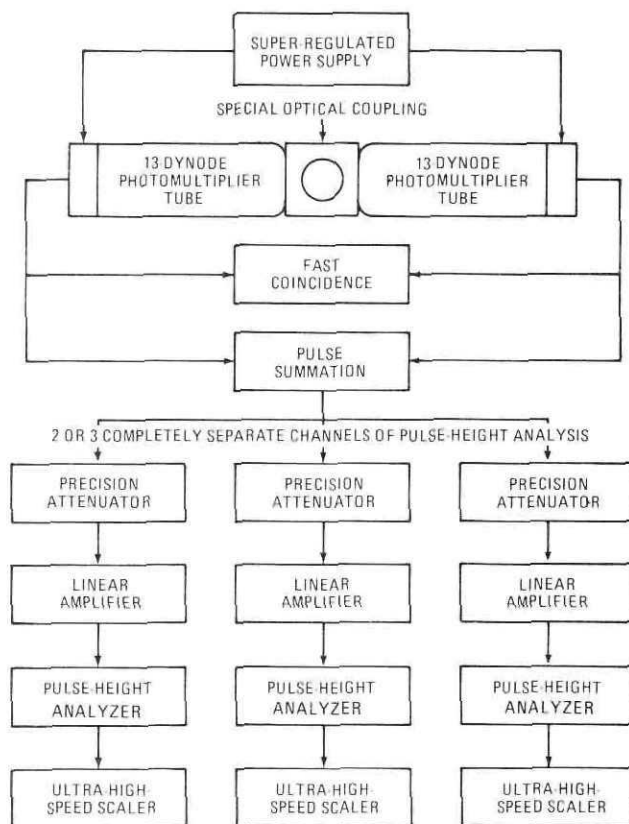 SUPER-REGULATED
POWER SUPPLY
SPECIAL OPTICAL COUPLING
13 DYNODE
PHOTOMULTIPLIER
TUBE
13 DYNODE
PHOTOMULTIPLIER
TUBE
FAST
COINCIDENCE
PULSE
SUMMATION
2 OR 3 COMPLETELY SEPARATE CHANNELS OF PULSE-HEIGHT ANALYSIS
PRECISION
ATTENUATOR
PRECISION
ATTENUATOR
PRECISION
ATTENUATOR
LINEAR
AMPLIFIER
LINEAR
AMPLIFIER
LINEAR
AMPLIFIER
PULSE-HEIGHT
ANALYZER
PULSE-HEIGHT
ANALYZER
PULSE-HEIGHT
ANALYZER
ULTRA-HIGH-
SPEED SCALER
ULTRA-HIGH-
SPEED SCALER
ULTRA-HIGH-
SPEED SCALER